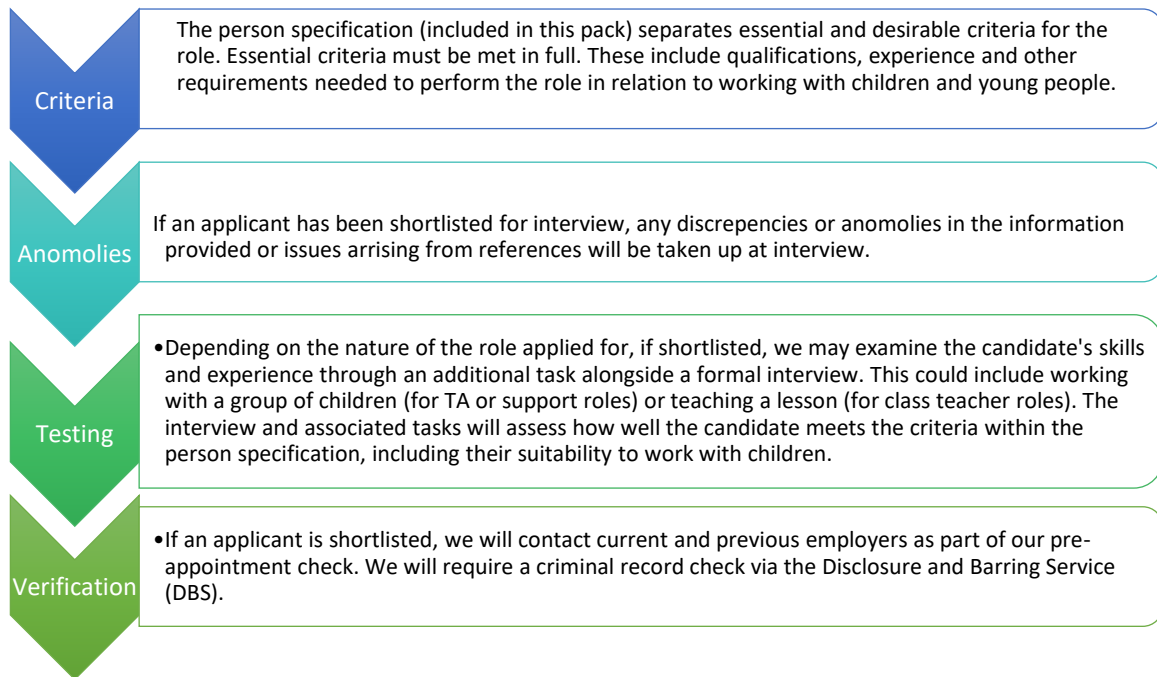 Criteria
The person specification (included in this pack) separates essential and desirable criteria for the
role. Essential criteria must be met in full. These include qualifications, experience and other
requirements needed to perform the role in relation to working with children and young people.
Anomolies
If an applicant has been shortlisted for interview, any discrepencies or anomolies in the information
provided or issues arrising from references will be taken up at interview.
Testing
•Depending on the nature of the role applied for, if shortlisted, we may examine the candidate's skills
and experience through an additional task alongside a formal interview. This could include working
with a group of children (for TA or support roles) or teaching a lesson (for class teacher roles). The
interview and associated tasks will assess how well the candidate meets the criteria within the
person specification, including their suitability to work with children.
Verification
•If an applicant is shortlisted, we will contact current and previous employers as part of our pre-
appointment check. We will require a criminal record check via the Disclosure and Barring Service
(DBS).